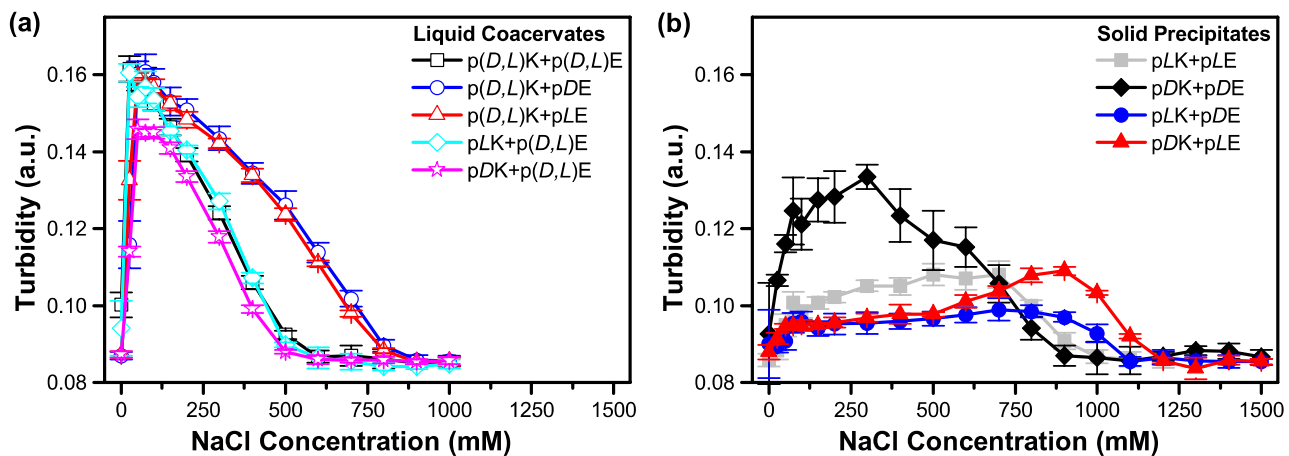 (a)
Liquid Coacervates
p(D,L)K+p(D,L)E
p(D,L)K+pDE
p(D,L)K+pLE
pLK+p(D,L)E
pDK+p(D,L)E
0.16
0.14
0.12
0.10
0.08
Turbidity (a.u.)
0 250 500 750 1000 1250 1500
NaCl Concentration (mM)
(b)
Solid Precipitates
pLK+pLE
pDK+pDE
pLK+pDE
pDK+pLE
0.16
0.14
0.12
0.10
0.08
Turbidity (a.u.)
0 250 500 750 1000 1250 1500
NaCl Concentration (mM)